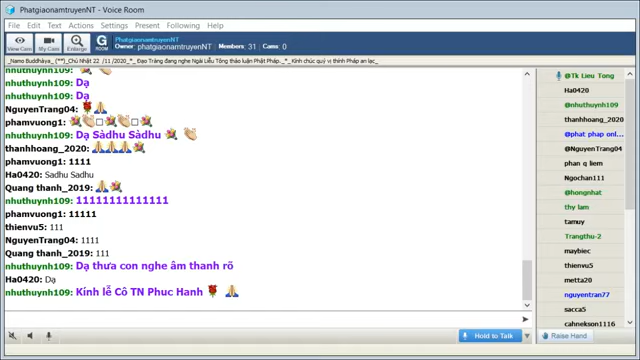 PhatgiaonamtruyenNT - Voice Room
File Edit Text Actions Settings Present Following Help
View Cam
My Cam
Enlarge
G
ROOM
PhatgiaonamtruyenNT
Owner phatgiaonamtruyenNT Members : 31 Cams : 0
_Namo Buddhàya_ (**)_Chủ Nhật 22 /11 /2020_*_ Đạo Tràng đang nghe Ngài Liễu Tông thảo luận Phật Pháp._*_ Kính chúc quý vị thính Pháp an lạc_
nhuthuynh109: Dạ
Dạ
NguyenTrang04:
phamvuong1:
nhuthuynh109: Dạ Sàdhu Sàdhu
thanhhoang_2020:
phamvuong1: 1111
Ha0420: Sadhu Sadhu
Quang thanh_2019:
nhuthuynh109: 11111111111111
phamvuong1: 11111
thienvu5: 111
NguyenTrang04: 1111
Quang thanh_2019: 111
nhuthuynh109: Dạ thưa con nghe âm thanh rõ
Ha0420: Dạ
nhuthuynh109: Kính lễ Cô TN Phuc Hanh
@Tk Lieu Tong
Ha0420
@nhuthuynh109
thanhhoang_2020
@phat phap onl...
@NguyenTrang04
phan q liem
Ngochan111
@hongnhat
thy lam
tamuy
Trangthu-2
maybiec
thienvu5
metta20
nguyentran77
sacca5
cahnekson1116
Hold to Talk
Raise Hand